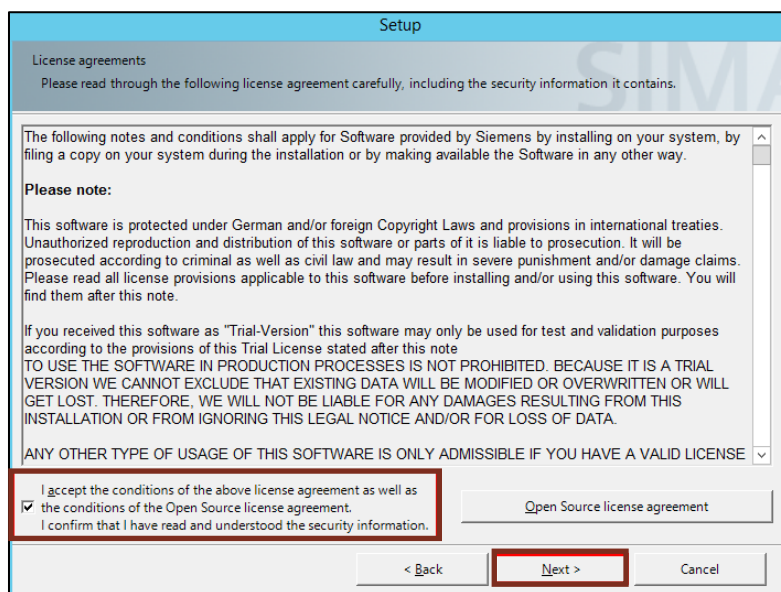 Setup
License agreements
Please read through the following license agreement carefully, including the security information it contains.
SIMA
The following notes and conditions shall apply for Software provided by Siemens by installing on your system, by
filing a copy on your system during the installation or by making available the Software in any other way.
Please note:
This software is protected under German and/or foreign Copyright Laws and provisions in international treaties.
Unauthorized reproduction and distribution of this software or parts of it is liable to prosecution. It will be
prosecuted according to criminal as well as civil law and may result in severe punishment and/or damage claims.
Please read all license provisions applicable to this software before installing and/or using this software. You will
find them after this note.
If you received this software as "Trial-Version" this software may only be used for test and validation purposes
according to the provisions of this Trial License stated after this note
TO USE THE SOFTWARE IN PRODUCTION PROCESSES IS NOT PROHIBITED. BECAUSE IT IS A TRIAL
VERSION WE CANNOT EXCLUDE THAT EXISTING DATA WILL BE MODIFIED OR OVERWRITTEN OR WILL
GET LOST. THEREFORE, WE WILL NOT BE LIABLE FOR ANY DAMAGES RESULTING FROM THIS
INSTALLATION OR FROM IGNORING THIS LEGAL NOTICE AND/OR FOR LOSS OF DATA.
ANY OTHER TYPE OF USAGE OF THIS SOFTWARE IS ONLY ADMISSIBLE IF YOU HAVE A VALID LICENSE
I accept the conditions of the above license agreement as well as
the conditions of the Open Source license agreement.
I confirm that I have read and understood the security information.
Open Source license agreement
< Back
Next >
Cancel